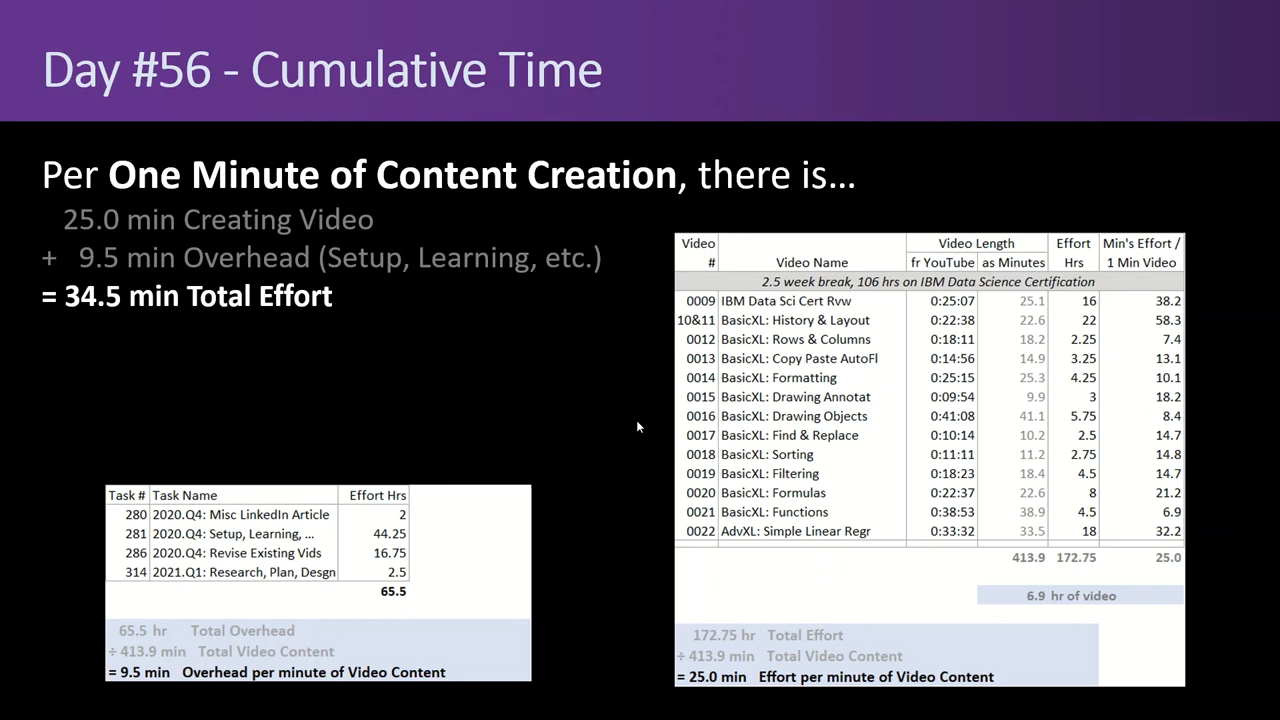 Day #56 - Cumulative Time
Per One Minute of Content Creation, there is...
25.0 min Creating Video
+ 9.5 min Overhead (Setup, Learning, etc.)
= 34.5 min Total Effort
Task # Task Name Effort Hrs
280 2020.Q4: Misc LinkedIn Article 2
281 2020.Q4: Setup, Learning, ... 44.25
286 2020.Q4: Revise Existing Vids 16.75
314 2021.Q1: Research, Plan, Desgn 2.5
65.5
65.5 hr Total Overhead
÷ 413.9 min Total Video Content
= 9.5 min Overhead per minute of Video Content
Video Video Length Effort Min's Effort /
# Video Name fr YouTube as Minutes Hrs 1 Min Video
2.5 week break, 106 hrs on IBM Data Science Certification
0009 IBM Data Sci Cert Rvw 0:25:07 25.1 16 38.2
10&11 BasicXL: History & Layout 0:22:38 22.6 22 58.3
0012 BasicXL: Rows & Columns 0:18:11 18.2 2.25 7.4
0013 BasicXL: Copy Paste AutoFl 0:14:56 14.9 3.25 13.1
0014 BasicXL: Formatting 0:25:15 25.3 4.25 10.1
0015 BasicXL: Drawing Annotat 0:09:54 9.9 3 18.2
0016 BasicXL: Drawing Objects 0:41:08 41.1 5.75 8.4
0017 BasicXL: Find & Replace 0:10:14 10.2 2.5 14.7
0018 BasicXL: Sorting 0:11:11 11.2 2.75 14.8
0019 BasicXL: Filtering 0:18:23 18.4 4.5 14.7
0020 BasicXL: Formulas 0:22:37 22.6 8 21.2
0021 BasicXL: Functions 0:38:53 38.9 4.5 6.9
0022 AdvXL: Simple Linear Regr 0:33:32 33.5 18 32.2
413.9 172.75 25.0
6.9 hr of video
172.75 hr Total Effort
÷ 413.9 min Total Video Content
= 25.0 min Effort per minute of Video Content